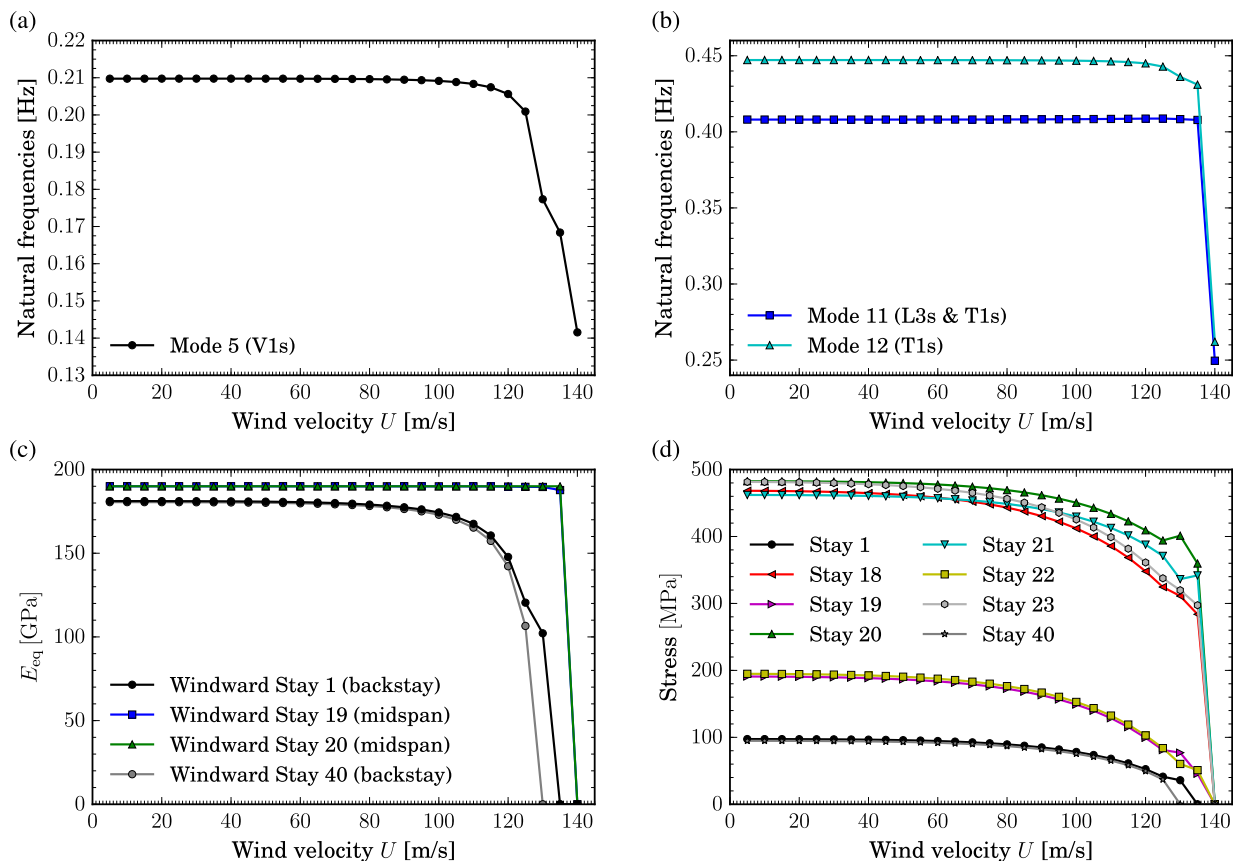 (a)
0.22
0.21
0.20
0.19
0.18
0.17
0.16
0.15
0.14
0.13
Natural frequencies [Hz]
Mode 5 (V1s)
0 20 40 60 80 100 120 140
Wind velocity U [m/s]
(b)
0.45
0.40
0.35
0.30
0.25
Natural frequencies [Hz]
Mode 11 (L3s & T1s)
Mode 12 (T1s)
0 20 40 60 80 100 120 140
Wind velocity U [m/s]
(c)
200
150
100
50
0
E_eq [GPa]
Windward Stay 1 (backstay)
Windward Stay 19 (midspan)
Windward Stay 20 (midspan)
Windward Stay 40 (backstay)
0 20 40 60 80 100 120 140
Wind velocity U [m/s]
(d)
500
400
300
200
100
0
Stress [MPa]
Stay 1
Stay 18
Stay 19
Stay 20
Stay 21
Stay 22
Stay 23
Stay 40
0 20 40 60 80 100 120 140
Wind velocity U [m/s]